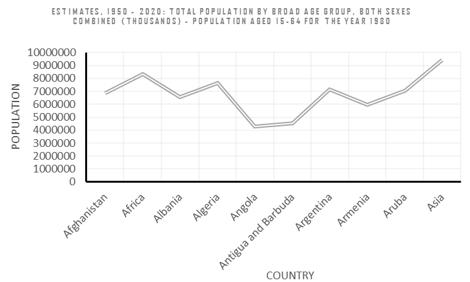 ESTIMATES, 1950 - 2020: TOTAL POPULATION BY BROAD AGE GROUP, BOTH SEXES
COMBINED (THOUSANDS) - POPULATION AGED 15-64 FOR THE YEAR 1980
10000000
9000000
8000000
7000000
6000000
5000000
4000000
3000000
2000000
1000000
0
POPULATION
Afghanistan
Africa
Albania
Algeria
Angola
Antigua and Barbuda
Argentina
Armenia
Aruba
Asia
COUNTRY